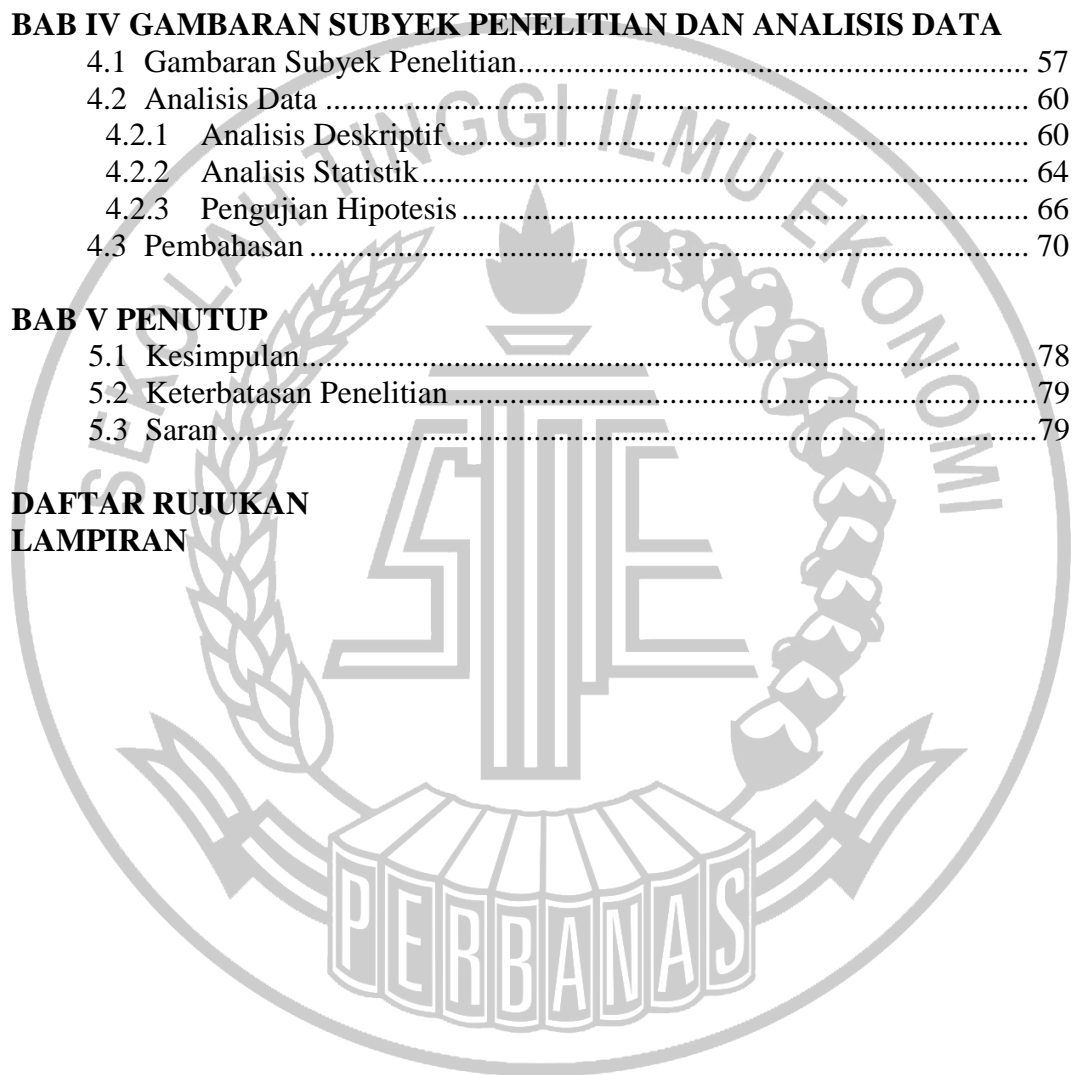 BAB IV GAMBARAN SUBYEK PENELITIAN DAN ANALISIS DATA
4.1 Gambaran Subyek Penelitian.......................................................................... 57
4.2 Analisis Data .................................................................................................... 60
4.2.1 Analisis Deskriptif.................................................................................... 60
4.2.2 Analisis Statistik....................................................................................... 64
4.2.3 Pengujian Hipotesis ................................................................................. 66
4.3 Pembahasan ...................................................................................................... 70
BAB V PENUTUP
5.1 Kesimpulan.......................................................................................................78
5.2 Keterbatasan Penelitian ....................................................................................79
5.3 Saran..................................................................................................................79
DAFTAR RUJUKAN
LAMPIRAN
SEKOLAH TINGGI ILMU EKONOMI
STIE
PERBANAS